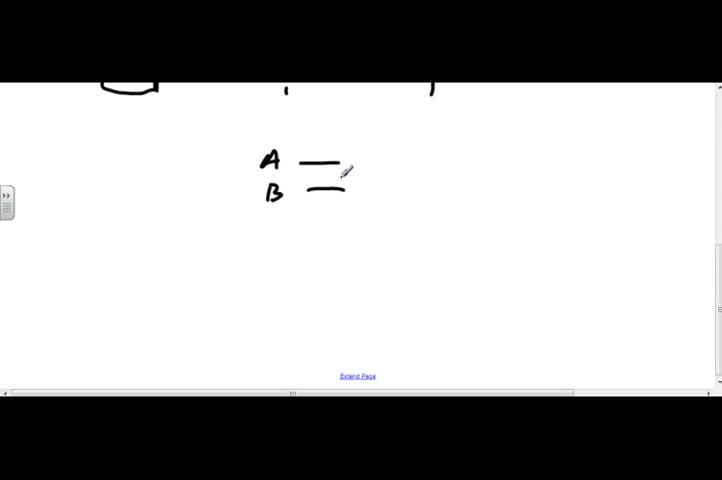 A —
B —
Extend Page